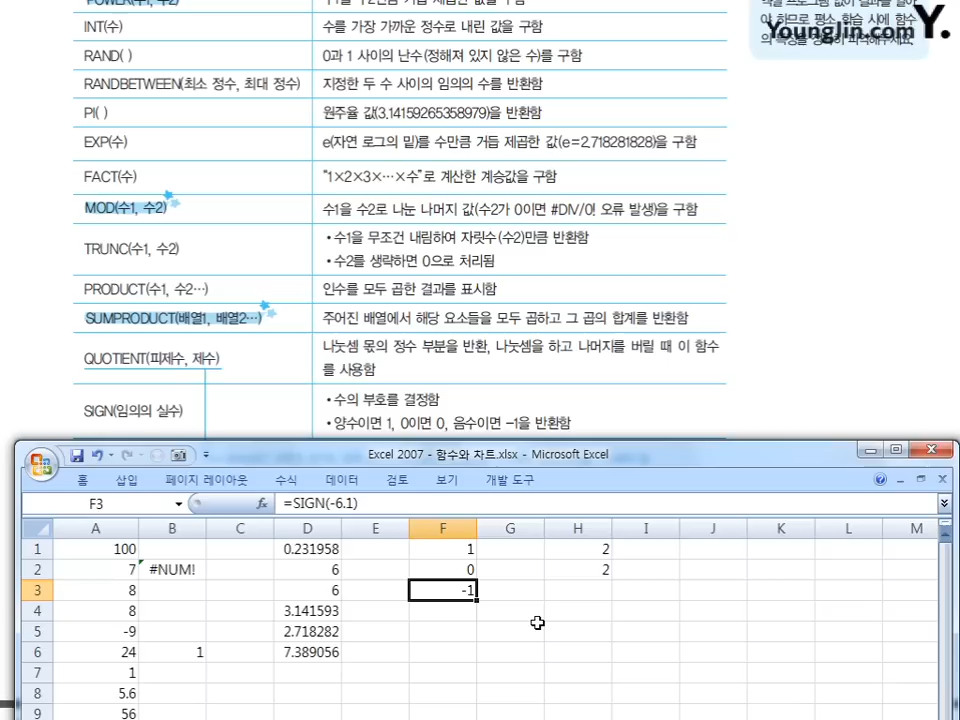 INT(수) 수를 가장 가까운 정수로 내린 값을 구함
RAND( ) 0과 1 사이의 난수(정해져 있지 않은 수)를 구함
RANDBETWEEN(최소 정수, 최대 정수) 지정한 두 수 사이의 임의의 수를 반환함
PI( ) 원주율 값(3.14159265358979)을 반환함
EXP(수) e(자연 로그의 밑)를 수만큼 거듭 제곱한 값(e=2.718281828)을 구함
FACT(수) "1×2×3×…×수"로 계산한 계승값을 구함
MOD(수1, 수2) 수1을 수2로 나눈 나머지 값(수2가 0이면 #DIV/0! 오류 발생)을 구함
TRUNC(수1, 수2) •수1을 무조건 내림하여 자릿수(수2)만큼 반환함
•수2를 생략하면 0으로 처리됨
PRODUCT(수1, 수2…) 인수를 모두 곱한 결과를 표시함
SUMPRODUCT(배열1, 배열2…) 주어진 배열에서 해당 요소들을 모두 곱하고 그 곱의 합계를 반환함
QUOTIENT(피제수, 제수) 나눗셈 몫의 정수 부분을 반환, 나눗셈을 하고 나머지를 버릴 때 이 함수
를 사용함
SIGN(임의의 실수) •수의 부호를 결정함
•양수이면 1, 0이면 0, 음수이면 -1을 반환함
Younglin.com Y.
Excel 2007 - 함수와 차트.xlsx - Microsoft Excel
홈 삽입 페이지 레이아웃 수식 데이터 검토 보기 개발 도구
F3 fx =SIGN(-6.1)
A B C D E F G H I J K L M
1 100 0.231958 1 2
2 7 #NUM! 6 0 2
3 8 6 -1
4 8 3.141593
5 -9 2.718282
6 24 1 7.389056
7 1
8 5.6
9 56